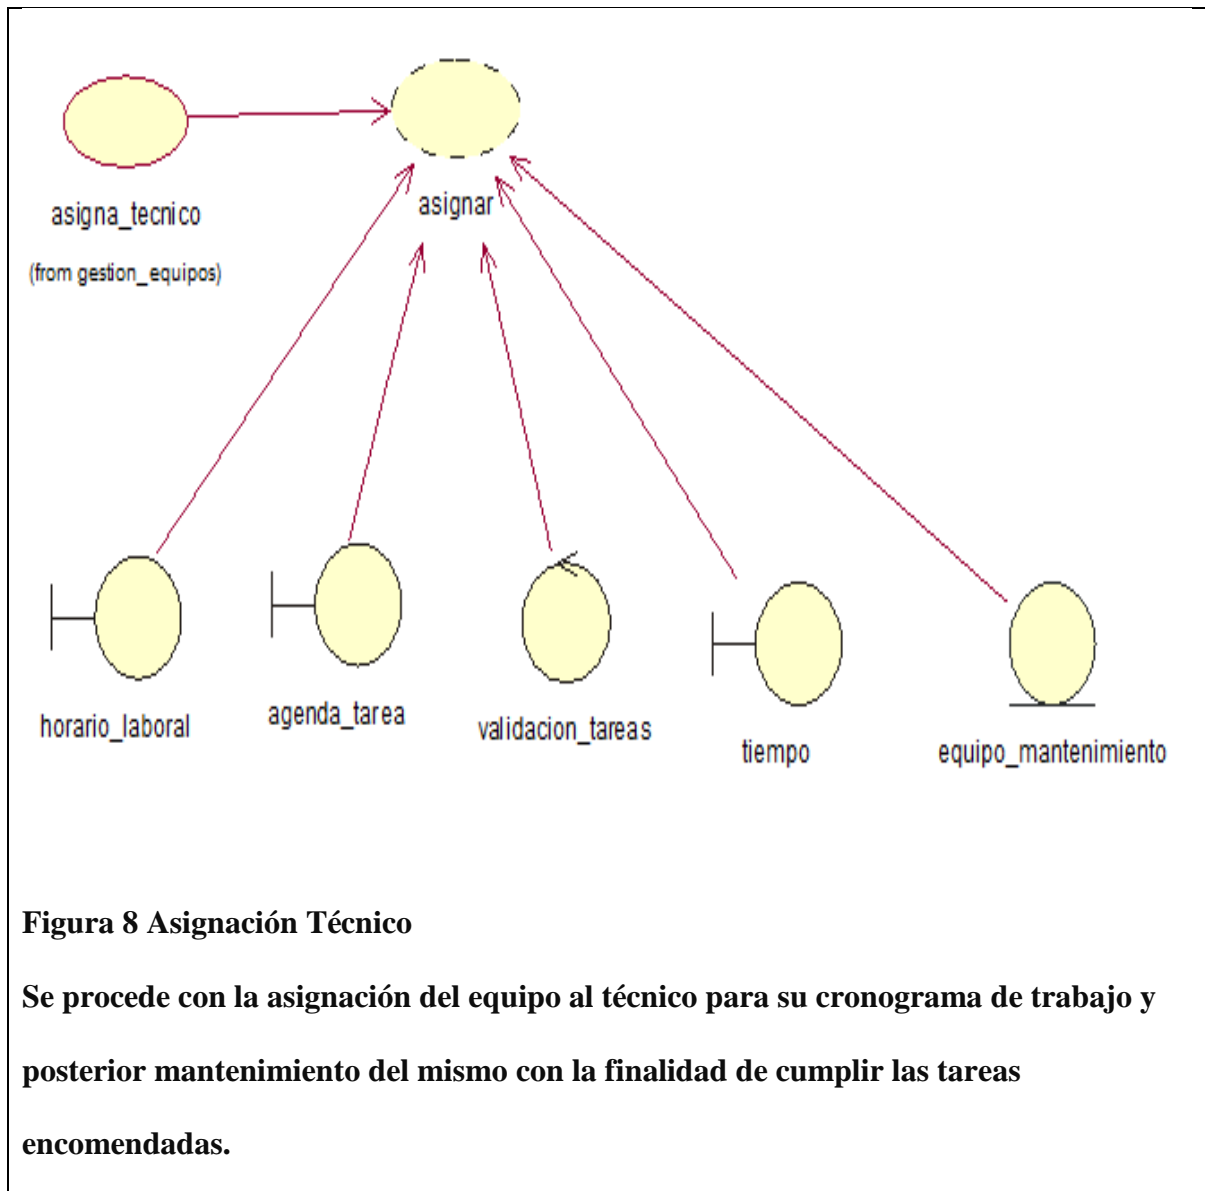 asigna_tecnico
(from gestion_equipos)
asignar
horario_laboral
agenda_tarea
validacion_tareas
tiempo
equipo_mantenimiento
Figura 8 Asignación Técnico
Se procede con la asignación del equipo al técnico para su cronograma de trabajo y
posterior mantenimiento del mismo con la finalidad de cumplir las tareas
encomendadas.